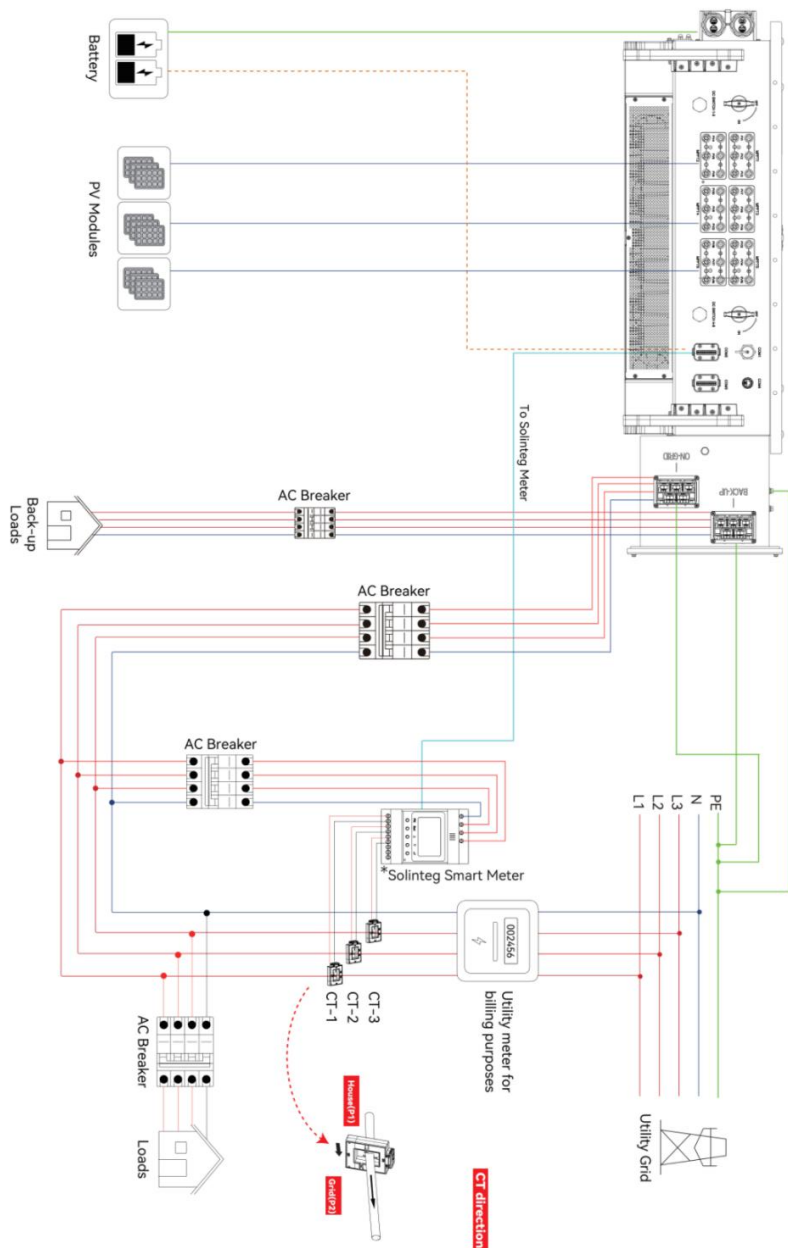 Battery
PV Modules
To Solinteg Meter
ON-GRID
BACK-UP
Back-up
Loads
AC Breaker
AC Breaker
AC Breaker
*Solinteg Smart Meter
L1
L2
L3
N
PE
002456
Utility meter for
billing purposes
CT-1
CT-2
CT-3
AC Breaker
Loads
House(P1)
Grid(P2)
CT direction
Utility Grid